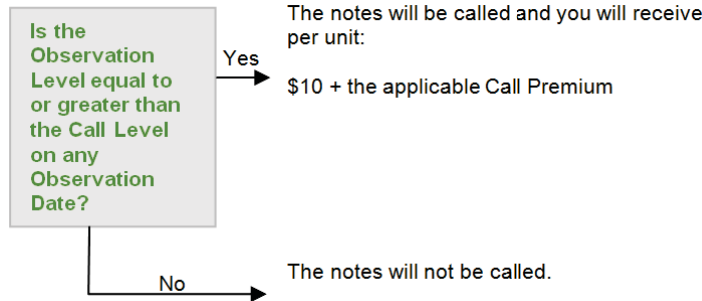 Is the
Observation
Level equal to
or greater than
the Call Level
on any
Observation
Date?
Yes
The notes will be called and you will receive
per unit:
$10 + the applicable Call Premium
No
The notes will not be called.